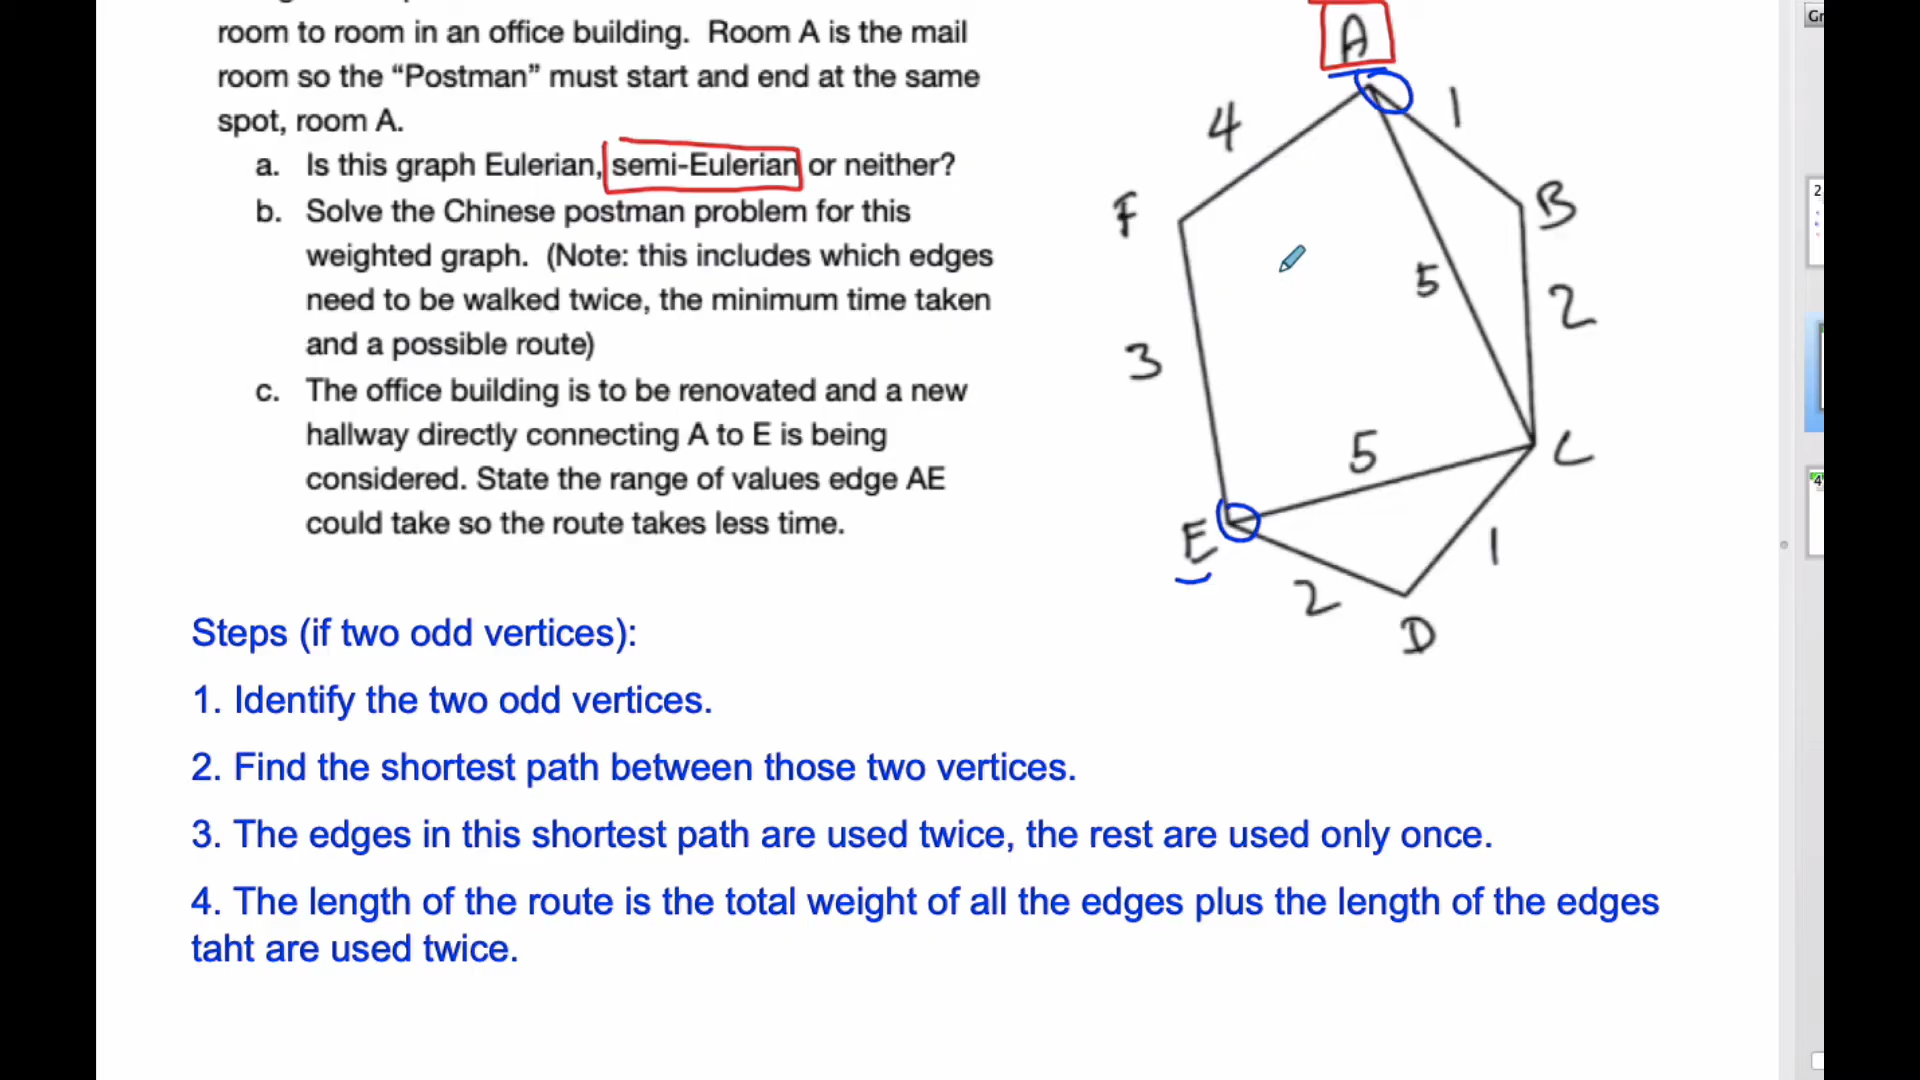 room to room in an office building. Room A is the mail
room so the “Postman” must start and end at the same
spot, room A.
a. Is this graph Eulerian, semi-Eulerian or neither?
b. Solve the Chinese postman problem for this
weighted graph. (Note: this includes which edges
need to be walked twice, the minimum time taken
and a possible route)
c. The office building is to be renovated and a new
hallway directly connecting A to E is being
considered. State the range of values edge AE
could take so the route takes less time.
A
4
1
F
B
5
2
3
5
C
E
1
2
D
Steps (if two odd vertices):
1. Identify the two odd vertices.
2. Find the shortest path between those two vertices.
3. The edges in this shortest path are used twice, the rest are used only once.
4. The length of the route is the total weight of all the edges plus the length of the edges
taht are used twice.
Gr
2
4